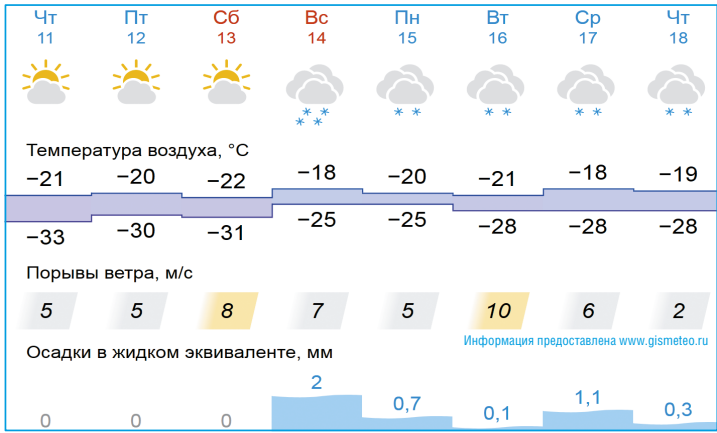 Чт Пт Сб Вс Пн Вт Ср Чт
11 12 13 14 15 16 17 18
Температура воздуха, °C
−21 −20 −22 −18 −20 −21 −18 −19
−33 −30 −31 −25 −25 −28 −28 −28
Порывы ветра, м/с
5 5 8 7 5 10 6 2
Информация предоставлена www.gismeteo.ru
Осадки в жидком эквиваленте, мм
0 0 0 2 0,7 0,1 1,1 0,3